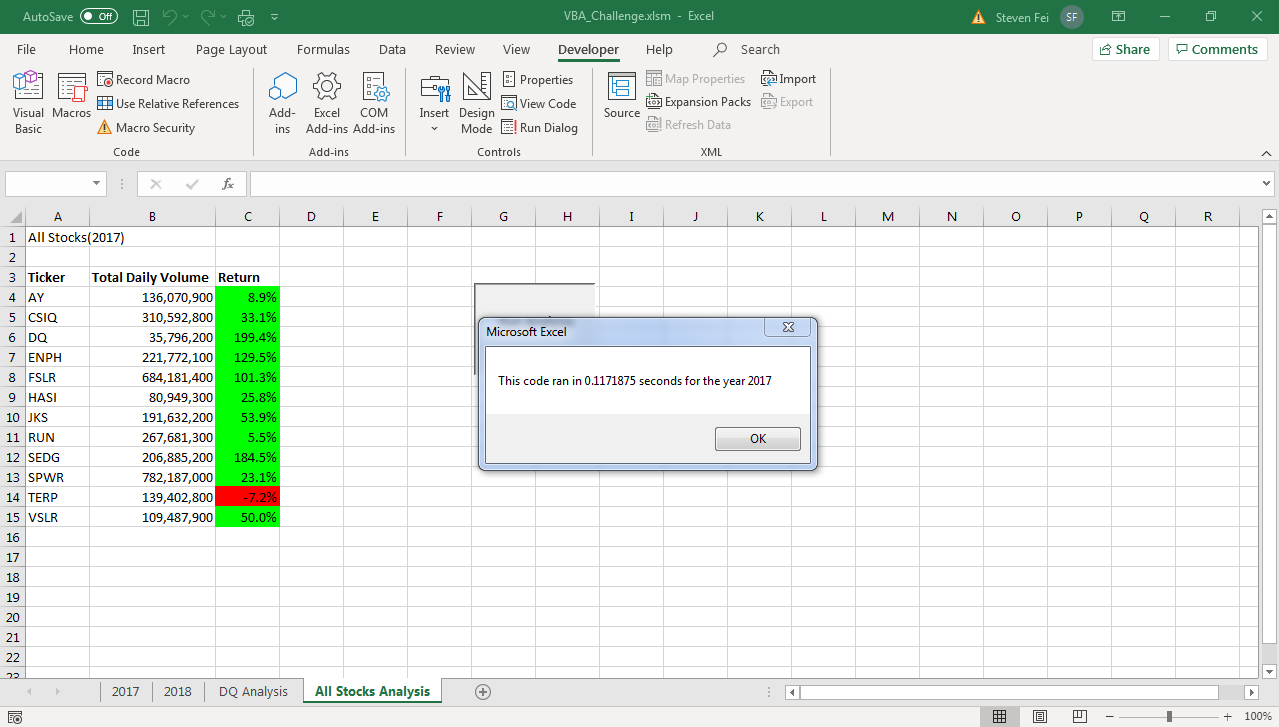 AutoSave Off VBA_Challenge.xlsm - Excel Steven Fei SF
File Home Insert Page Layout Formulas Data Review View Developer Help Search Share Comments
Visual Basic
Macros
Record Macro
Use Relative References
Macro Security
Code
Add-ins
Excel Add-ins
COM Add-ins
Add-ins
Insert
Design Mode
Properties
View Code
Run Dialog
Controls
Source
Map Properties
Expansion Packs
Refresh Data
Import
Export
XML
fx
A B C D E F G H I J K L M N O P Q R
1 All Stocks(2017)
2
3 Ticker Total Daily Volume Return
4 AY 136,070,900 8.9%
5 CSIQ 310,592,800 33.1%
6 DQ 35,796,200 199.4%
7 ENPH 221,772,100 129.5%
8 FSLR 684,181,400 101.3%
9 HASI 80,949,300 25.8%
10 JKS 191,632,200 53.9%
11 RUN 267,681,300 5.5%
12 SEDG 206,885,200 184.5%
13 SPWR 782,187,000 23.1%
14 TERP 139,402,800 -7.2%
15 VSLR 109,487,900 50.0%
16
17
18
19
20
21
22
23
Microsoft Excel
This code ran in 0.1171875 seconds for the year 2017
OK
2017 2018 DQ Analysis All Stocks Analysis
100%